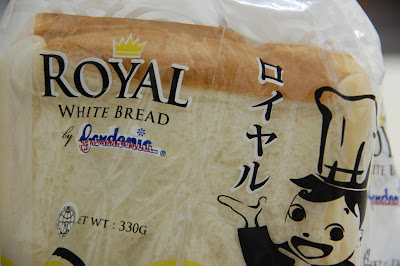 ROYAL
WHITE BREAD
by Gardenia
ロイヤル
ET WT : 330G